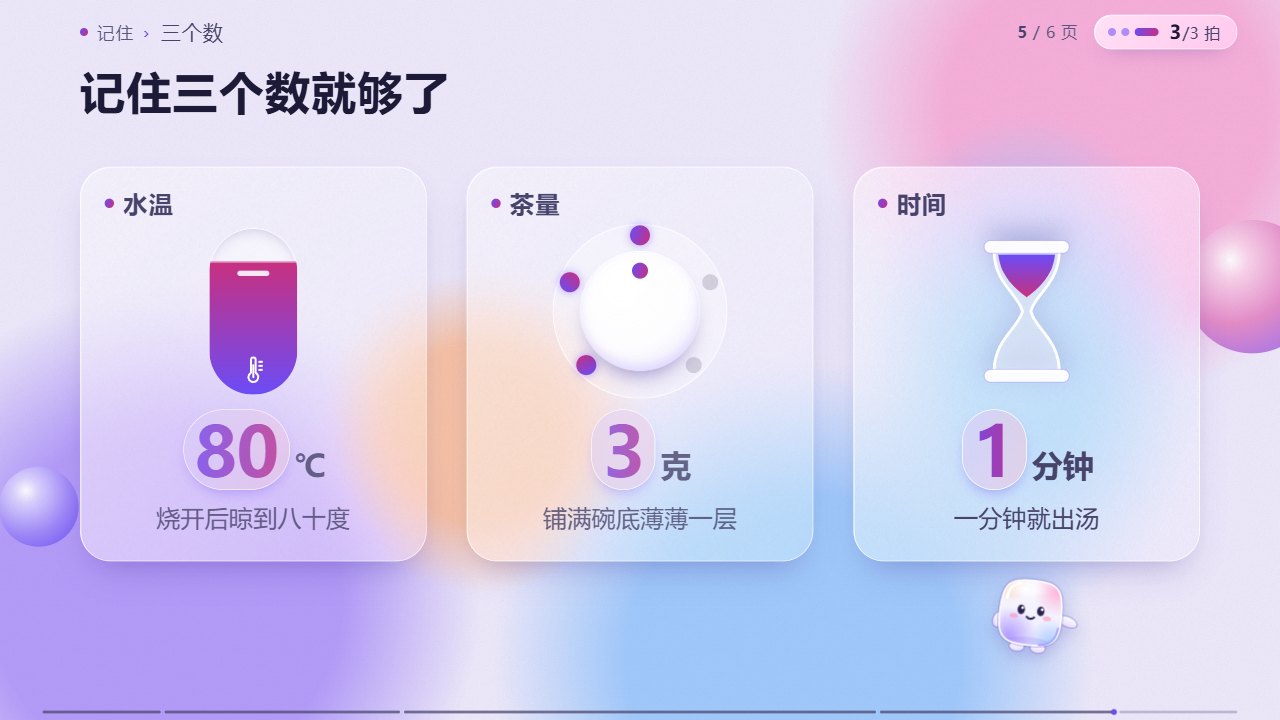 记住 › 三个数
5 / 6 页
3/3 拍
记住三个数就够了
水温
80 ℃
烧开后晾到八十度
茶量
3 克
铺满碗底薄薄一层
时间
1 分钟
一分钟就出汤